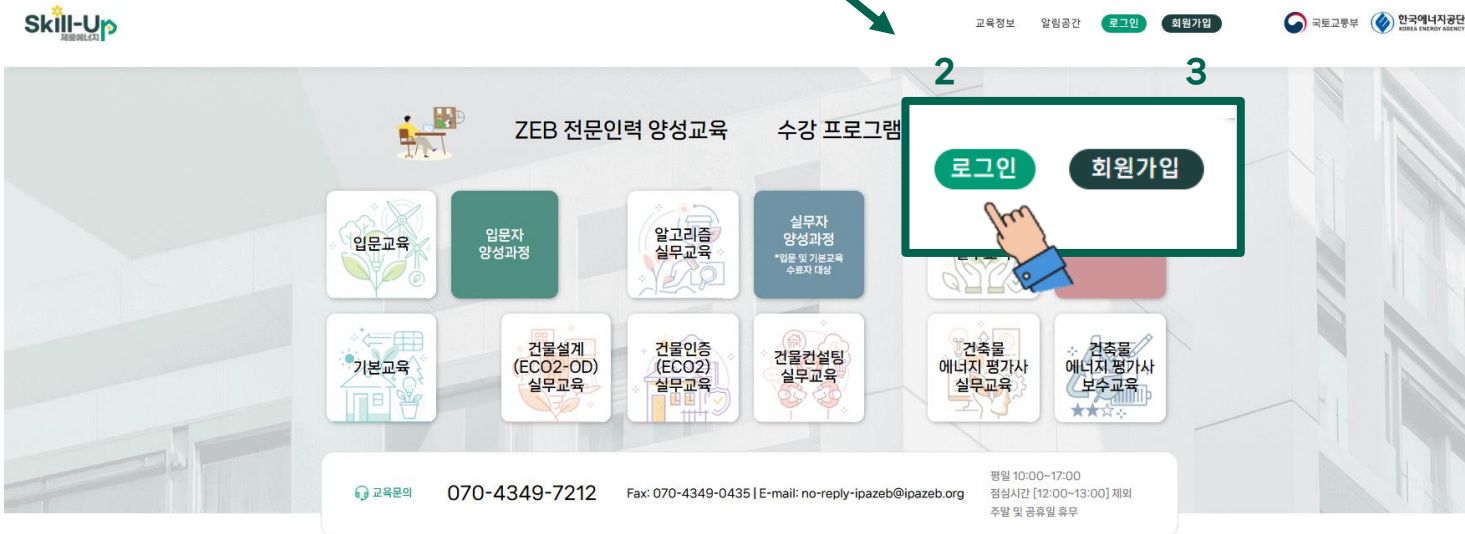 Skill-Up
제로에너지
교육정보 알림공간 로그인 회원가입 국토교통부 한국에너지공단
KOREA ENERGY AGENCY
2 3
ZEB 전문인력 양성교육 수강 프로그램
로그인 회원가입
입문교육
입문자
양성과정
알고리즘
실무교육
실무자
양성과정
*입문 및 기본교육
수료자 대상
기본교육
건물설계
(ECO2-OD)
실무교육
건물인증
(ECO2)
실무교육
건물컨설팅
실무교육
건축물
에너지 평가사
실무교육
건축물
에너지 평가사
보수교육
교육문의 070-4349-7212 Fax: 070-4349-0435 | E-mail: no-reply-ipazeb@ipazeb.org
평일 10:00~17:00
점심시간 [12:00~13:00] 제외
주말 및 공휴일 휴무